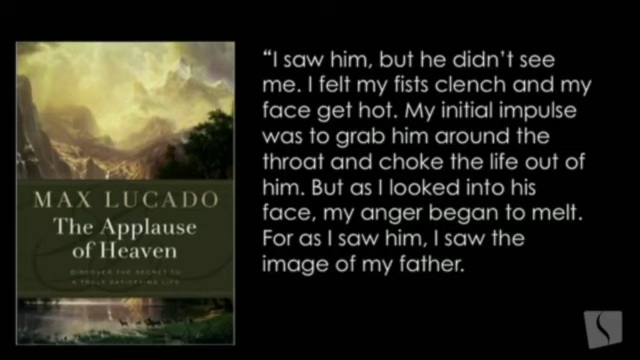 MAX LUCADO
The Applause
of Heaven
DISCOVER THE SECRET TO
A TRULY SATISFYING LIFE
“I saw him, but he didn’t see
me. I felt my fists clench and my
face get hot. My initial impulse
was to grab him around the
throat and choke the life out of
him. But as I looked into his
face, my anger began to melt.
For as I saw him, I saw the
image of my father.